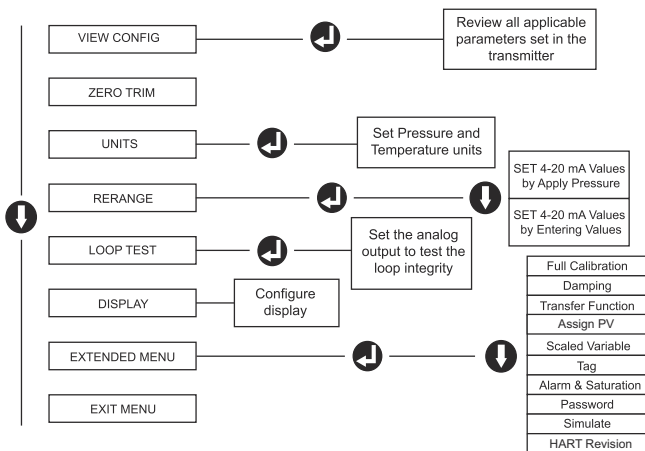 VIEW CONFIG
Review all applicable
parameters set in the
transmitter
ZERO TRIM
UNITS
Set Pressure and
Temperature units
RERANGE
SET 4-20 mA Values
by Apply Pressure
SET 4-20 mA Values
by Entering Values
LOOP TEST
Set the analog
output to test the
loop integrity
DISPLAY
Configure
display
EXTENDED MENU
Full Calibration
Damping
Transfer Function
Assign PV
Scaled Variable
Tag
Alarm & Saturation
Password
Simulate
HART Revision
EXIT MENU